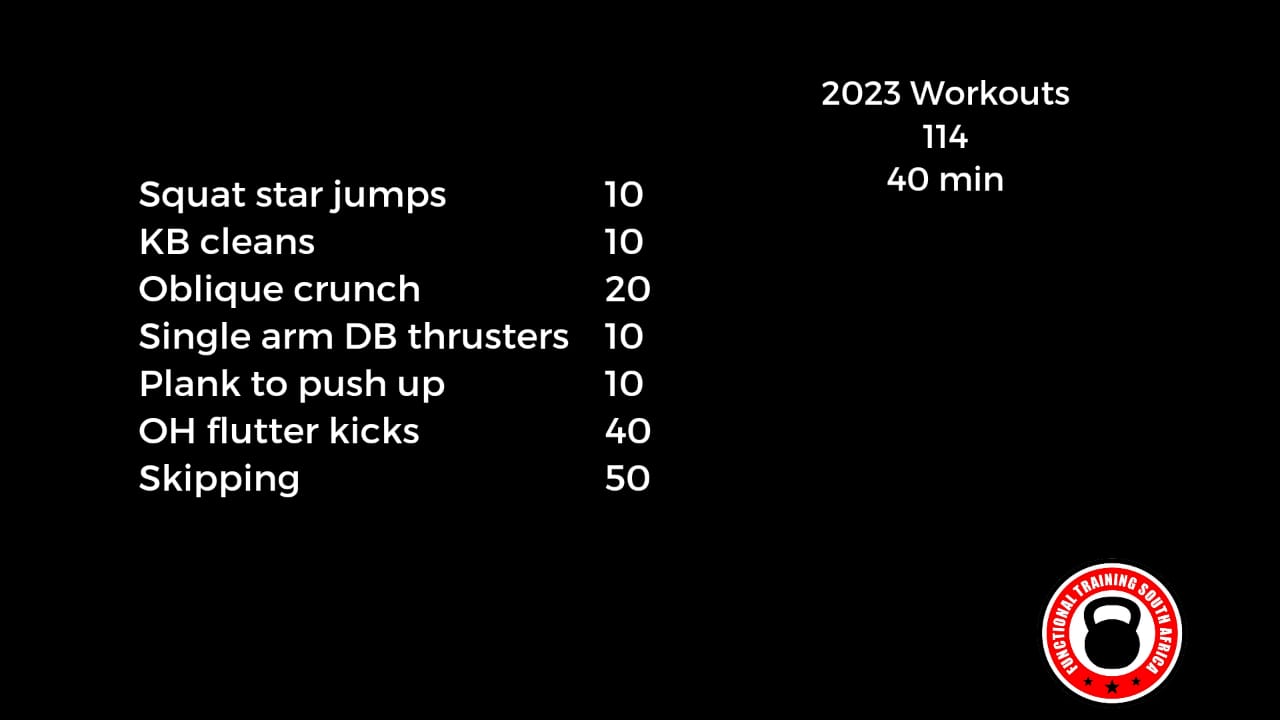 2023 Workouts
114
40 min
Squat star jumps 10
KB cleans 10
Oblique crunch 20
Single arm DB thrusters 10
Plank to push up 10
OH flutter kicks 40
Skipping 50
FUNCTIONAL TRAINING SOUTH AFRICA